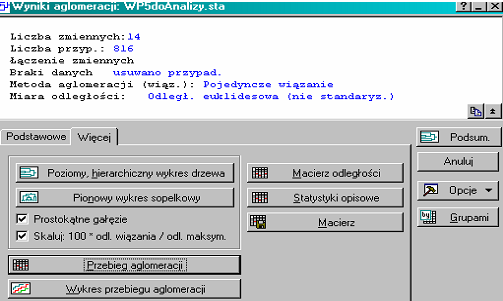 Wyniki aglomeracji: WP5doAnalizy.sta
Liczba zmiennych:14
Liczba przyp.: 816
Łączenie zmiennych
Braki danych usuwano przypad.
Metoda aglomeracji (wiąz.): Pojedyncze wiązanie
Miara odległości: Odległ. euklidesowa (nie standaryz.)
Podstawowe
Więcej
Podsum.
Anuluj
Opcje
Grupami
Poziomy, hierarchiczny wykres drzewa
Macierz odległości
Pionowy wykres sopelkowy
Statystyki opisowe
Prostokątne gałęzie
Macierz
Skaluj: 100 * odl. wiązania / odl. maksym.
Przebieg aglomeracji
Wykres przebiegu aglomeracji